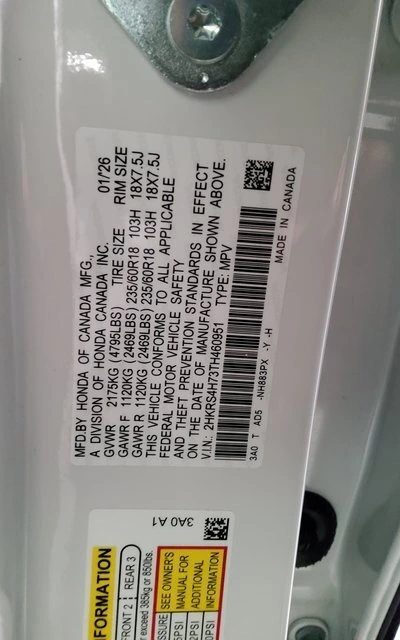 MFD.BY HONDA OF CANADA MFG., 01/26
A DIVISION OF HONDA CANADA INC.
GVWR 2175KG (4795LBS) TIRE SIZE RIM SIZE
GAWR F 1120KG (2469LBS) 235/60R18 103H 18X7.5J
GAWR R 1120KG (2469LBS) 235/60R18 103H 18X7.5J
THIS VEHICLE CONFORMS TO ALL APPLICABLE
FEDERAL MOTOR VEHICLE SAFETY
AND THEFT PREVENTION STANDARDS IN EFFECT
ON THE DATE OF MANUFACTURE SHOWN ABOVE.
V.I.N.: 2HKRS4H73TH460951 TYPE: MPV
3A0 T AD5 -NH883PX -Y -H
MADE IN CANADA
3A0 A1
FORMATION
FRONT 2 REAR 3
exceed 385kg or 850lbs.
SSURE SEE OWNER'S
PSI MANUAL FOR
PSI ADDITIONAL
PSI INFORMATION